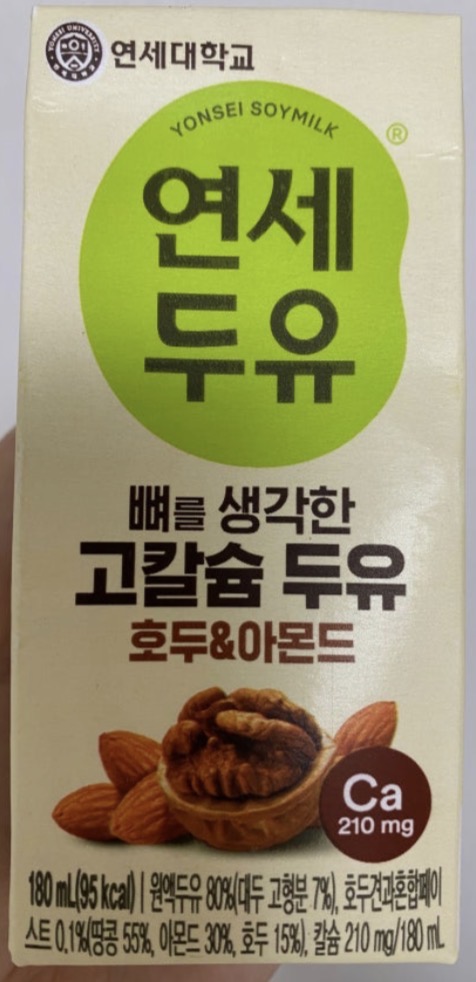 YONSEI UNIVERSITY
연세대학교
YONSEI SOYMILK
®
연세
두유
뼈를 생각한
고칼슘 두유
호두&아몬드
Ca
210 mg
180 mL(95 kcal) | 원액두유 80%(대두 고형분 7%), 호두견과혼합페이
스트 0.1%(땅콩 55%, 아몬드 30%, 호두 15%), 칼슘 210 mg/180 mL